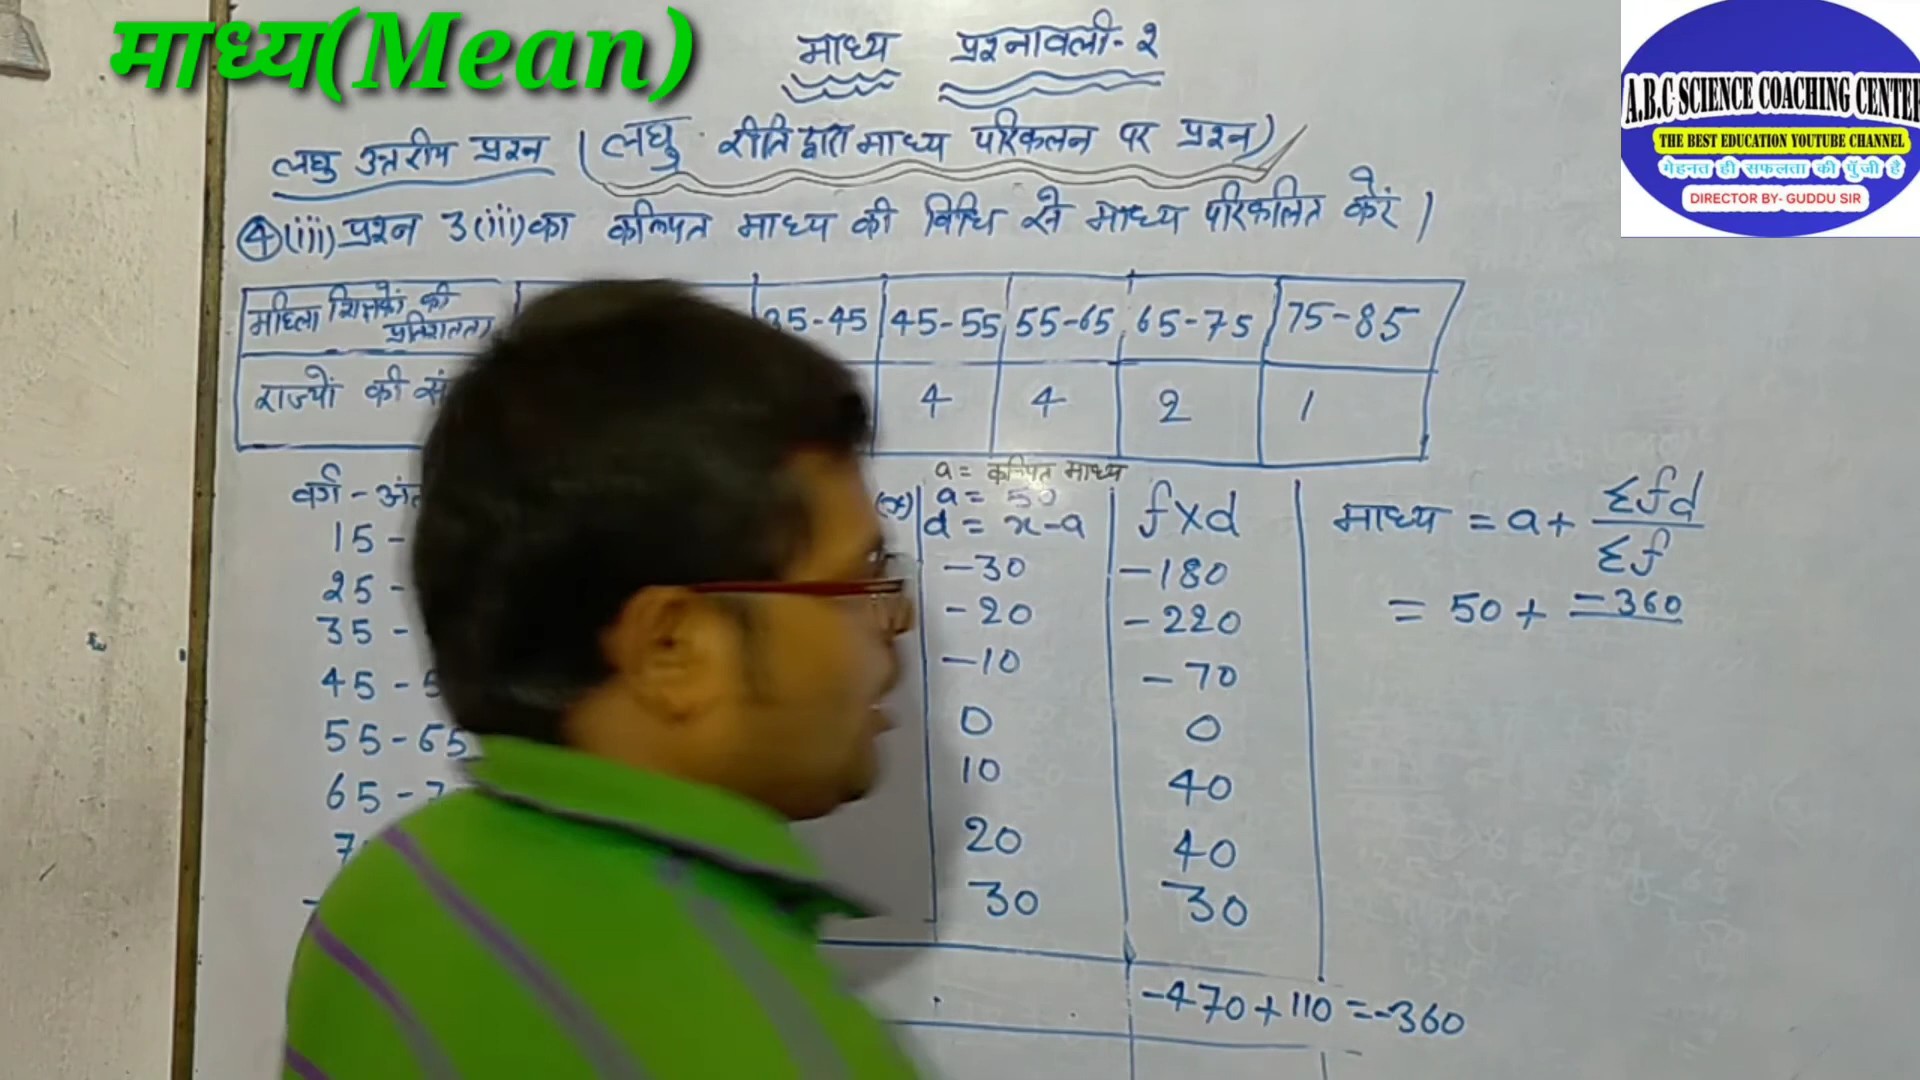 माध्य(Mean)
माध्य प्रश्नावली-२
A.B.C SCIENCE COACHING CENTER
THE BEST EDUCATION YOUTUBE CHANNEL
मेहनत ही सफलता की पूँजी है
DIRECTOR BY- GUDDU SIR
लघु उत्तरीय प्रश्न (लघु रीति द्वारा माध्य परिकलन पर प्रश्न)
④(iii) प्रश्न 3(iii) का कल्पित माध्य की विधि से माध्य परिकलित करें।
महिला शिक्षकों की प्रतिशतता 35-45 45-55 55-65 65-75 75-85
राज्यों की 4 4 2 1
a = कल्पित माध्य
वर्ग - (x) a = 50
d = x-a f×d माध्य = a + Σfd/Σf
15 - -30 -180
25 - -20 -220 = 50 + -360
35 - -10 -70
45 - 0 0
55-65 10 40
65-7 20 40
7 30 30
-470+110=-360